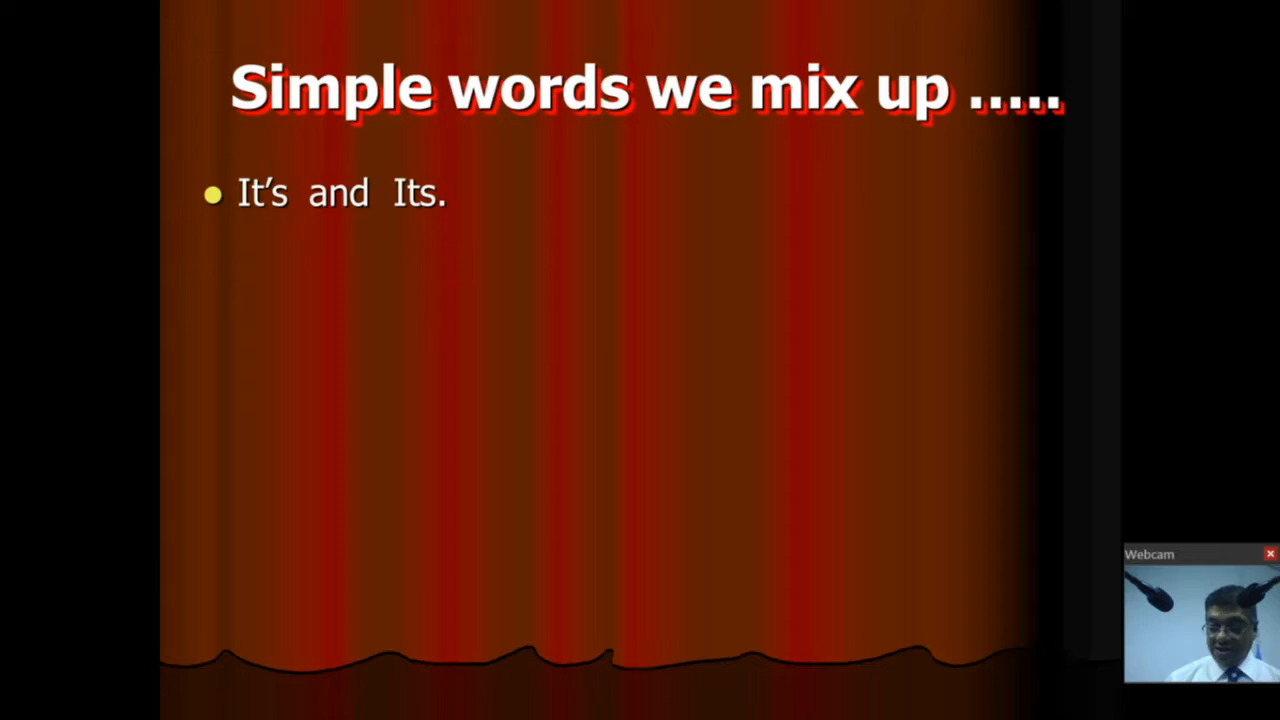 Simple words we mix up .....
It’s and Its.
Webcam